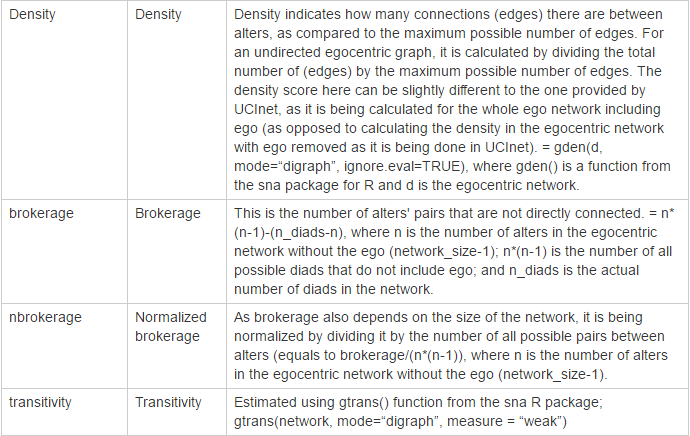 Density Density Density indicates how many connections (edges) there are between
alters, as compared to the maximum possible number of edges. For
an undirected egocentric graph, it is calculated by dividing the total
number of (edges) by the maximum possible number of edges. The
density score here can be slightly different to the one provided by
UCInet, as it is being calculated for the whole ego network including
ego (as opposed to calculating the density in the egocentric network
with ego removed as it is being done in UCInet). = gden(d,
mode=“digraph”, ignore.eval=TRUE), where gden() is a function from
the sna package for R and d is the egocentric network.
brokerage Brokerage This is the number of alters' pairs that are not directly connected. = n*
(n-1)-(n_diads-n), where n is the number of alters in the egocentric
network without the ego (network_size-1); n*(n-1) is the number of all
possible diads that do not include ego; and n_diads is the actual
number of diads in the network.
nbrokerage Normalized As brokerage also depends on the size of the network, it is being
brokerage normalized by dividing it by the number of all possible pairs between
alters (equals to brokerage/(n*(n-1)), where n is the number of alters
in the egocentric network without the ego (network_size-1).
transitivity Transitivity Estimated using gtrans() function from the sna R package;
gtrans(network, mode=“digraph”, measure = “weak”)